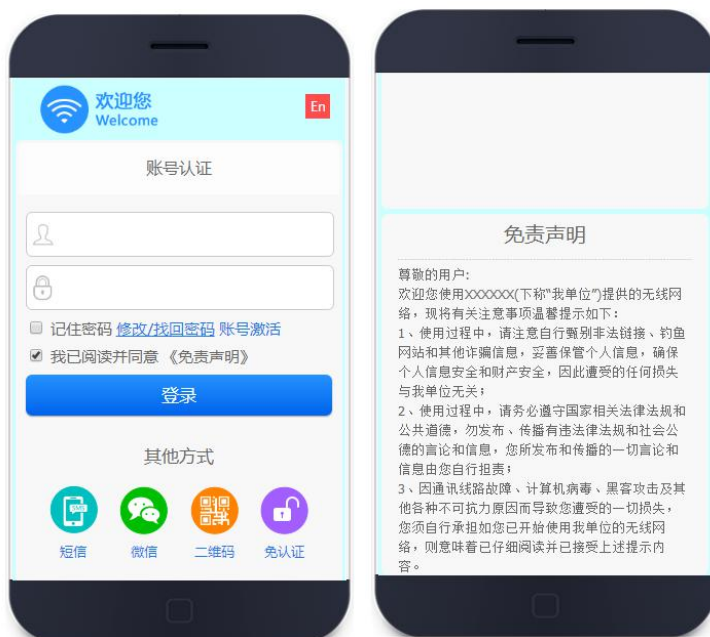 欢迎您
Welcome
En
账号认证
记住密码 修改/找回密码 账号激活
我已阅读并同意 《免责声明》
登录
其他方式
SMS
短信
微信
二维码
免认证
免责声明
尊敬的用户:
欢迎您使用XXXXXX(下称“我单位”)提供的无线网
络，现将有关注意事项温馨提示如下：
1、使用过程中，请注意自行甄别非法链接、钓鱼
网站和其他诈骗信息，妥善保管个人信息，确保
个人信息安全和财产安全，因此遭受的任何损失
与我单位无关；
2、使用过程中，请务必遵守国家相关法律法规和
公共道德，勿发布、传播有违法律法规和社会公
德的言论和信息，您所发布和传播的一切言论和
信息由您自行担责；
3、因通讯线路故障、计算机病毒、黑客攻击及其
他各种不可抗力原因而导致您遭受的一切损失，
您须自行承担如您已开始使用我单位的无线网
络，则意味着已仔细阅读并已接受上述提示内
容。